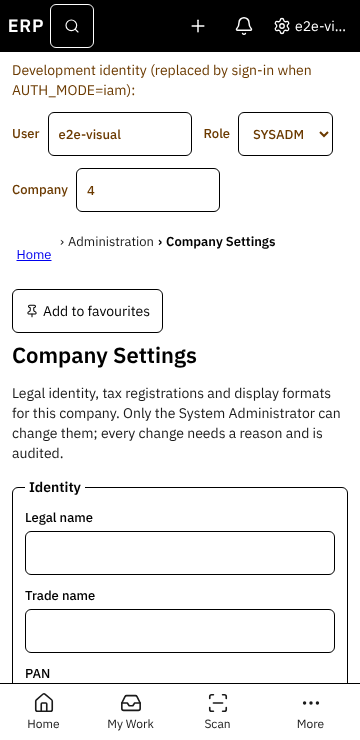 ERP
e2e-vi...
Development identity (replaced by sign-in when
AUTH_MODE=iam):
User e2e-visual Role SYSADM
Company 4
Home › Administration › Company Settings
Add to favourites
Company Settings
Legal identity, tax registrations and display formats
for this company. Only the System Administrator can
change them; every change needs a reason and is
audited.
Identity
Legal name
Trade name
PAN
Home My Work Scan More